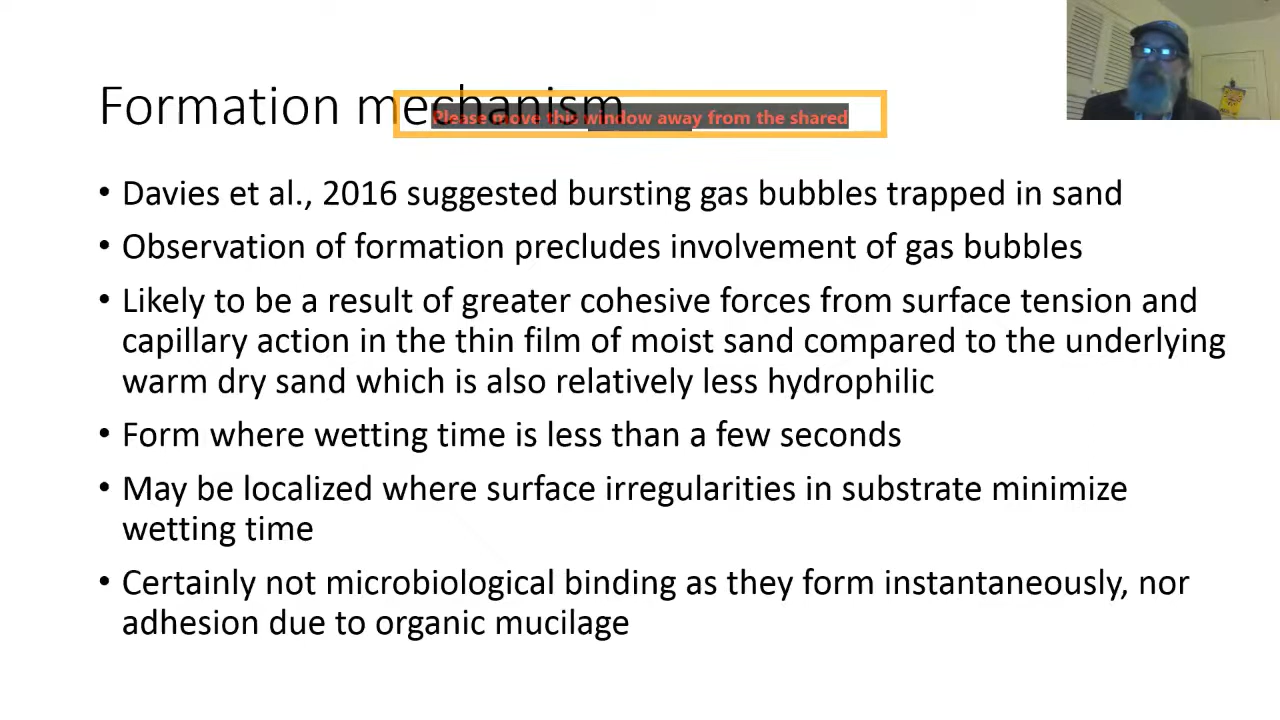 Formation mechanism
Please move this window away from the shared
• Davies et al., 2016 suggested bursting gas bubbles trapped in sand
• Observation of formation precludes involvement of gas bubbles
• Likely to be a result of greater cohesive forces from surface tension and
capillary action in the thin film of moist sand compared to the underlying
warm dry sand which is also relatively less hydrophilic
• Form where wetting time is less than a few seconds
• May be localized where surface irregularities in substrate minimize
wetting time
• Certainly not microbiological binding as they form instantaneously, nor
adhesion due to organic mucilage